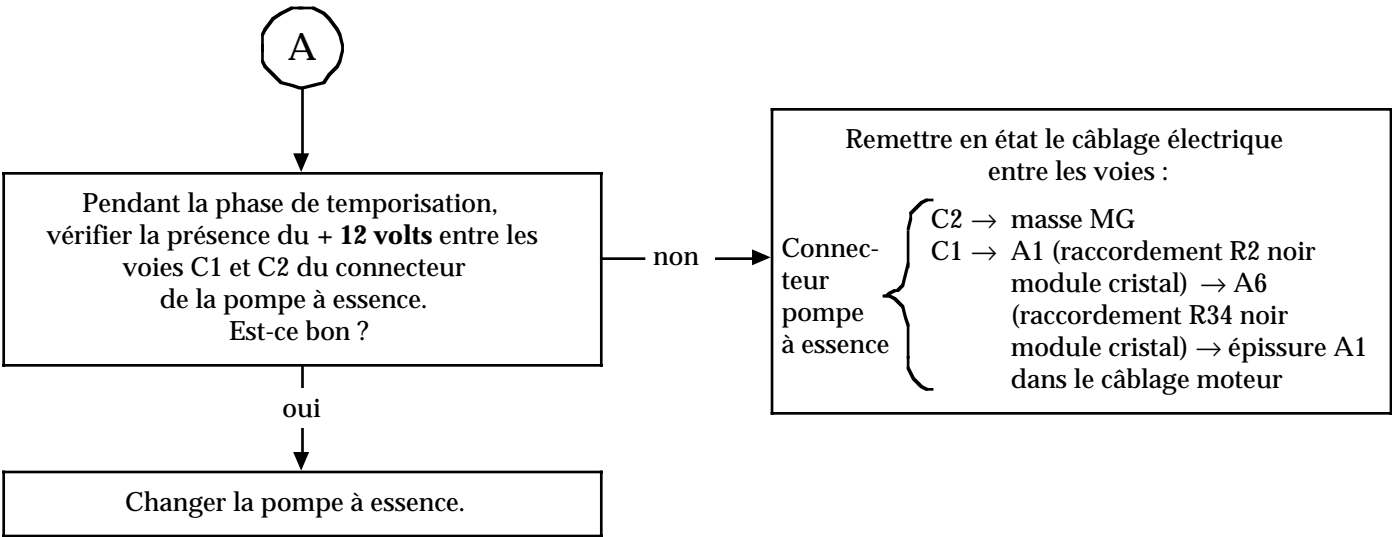 A
Pendant la phase de temporisation,
vérifier la présence du + 12 volts entre les
voies C1 et C2 du connecteur
de la pompe à essence.
Est-ce bon ?
non
oui
Changer la pompe à essence.
Remettre en état le câblage électrique
entre les voies :
Connec-
teur
pompe
à essence
C2 → masse MG
C1 → A1 (raccordement R2 noir
module cristal) → A6
(raccordement R34 noir
module cristal) → épissure A1
dans le câblage moteur